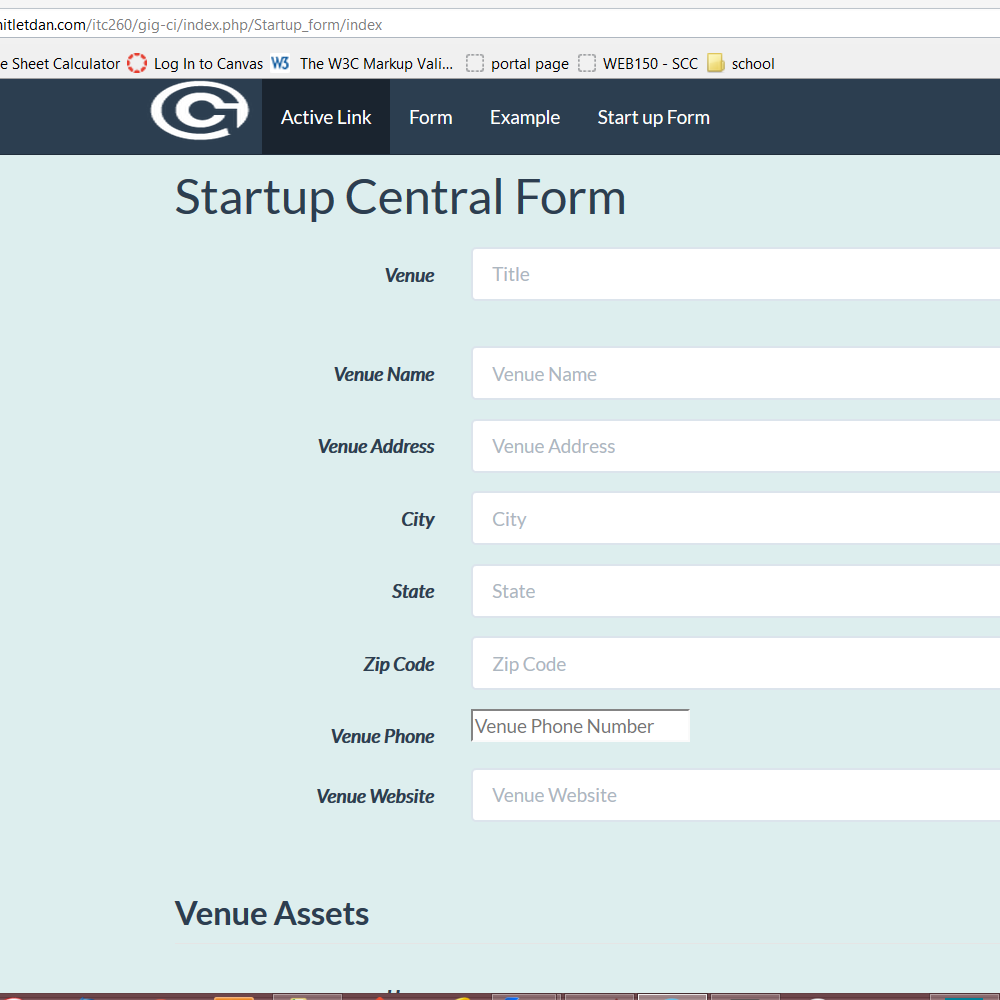 nitletdan.com/itc260/gig-ci/index.php/Startup_form/index
e Sheet Calculator Log In to Canvas W3 The W3C Markup Vali... portal page WEB150 - SCC school
Active Link Form Example Start up Form
Startup Central Form
Venue Title
Venue Name Venue Name
Venue Address Venue Address
City City
State State
Zip Code Zip Code
Venue Phone Venue Phone Number
Venue Website Venue Website
Venue Assets